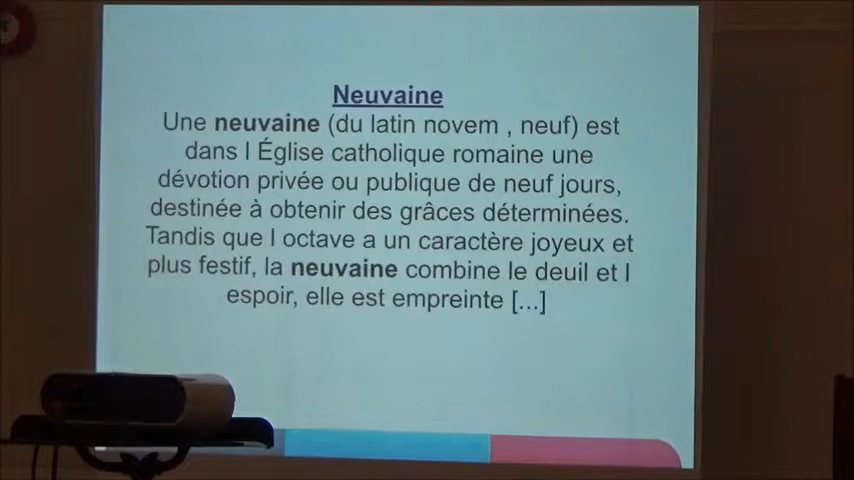 Neuvaine
Une neuvaine (du latin novem , neuf) est
dans l Église catholique romaine une
dévotion privée ou publique de neuf jours,
destinée à obtenir des grâces déterminées.
Tandis que l octave a un caractère joyeux et
plus festif, la neuvaine combine le deuil et l
espoir, elle est empreinte [...]